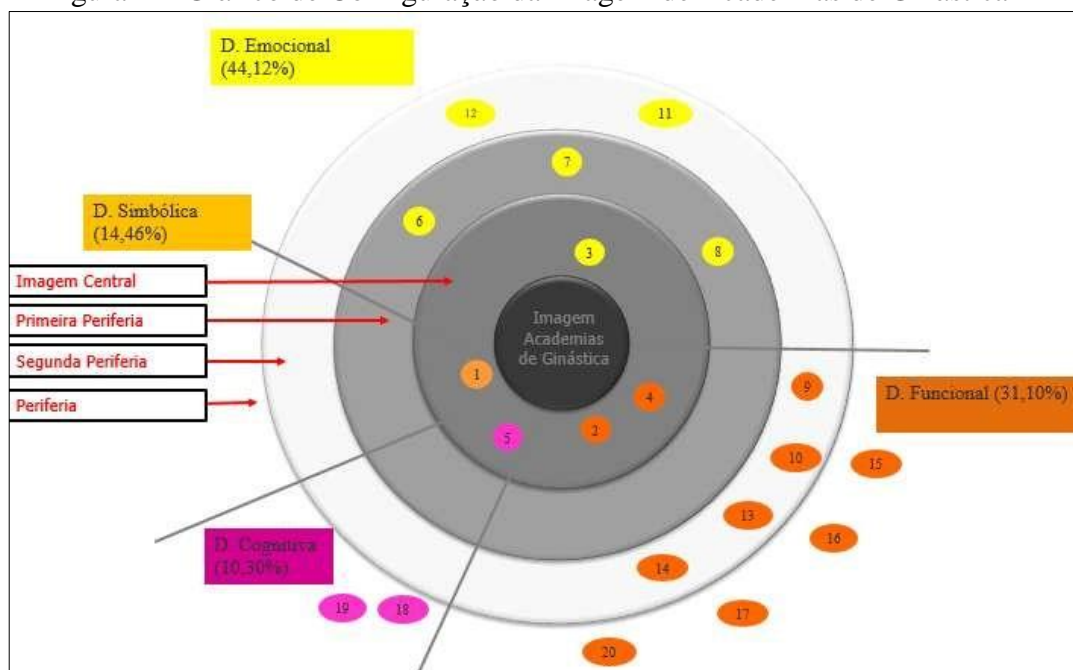 D. Emocional
(44,12%)
12
11
7
D. Simbólica
(14,46%)
6
8
3
Imagem Central
Primeira Periferia
Segunda Periferia
Periferia
Imagem
Academias
de Ginástica
1
4
9
D. Funcional (31,10%)
5
2
10
15
13
16
D. Cognitiva
(10,30%)
14
19
18
17
20